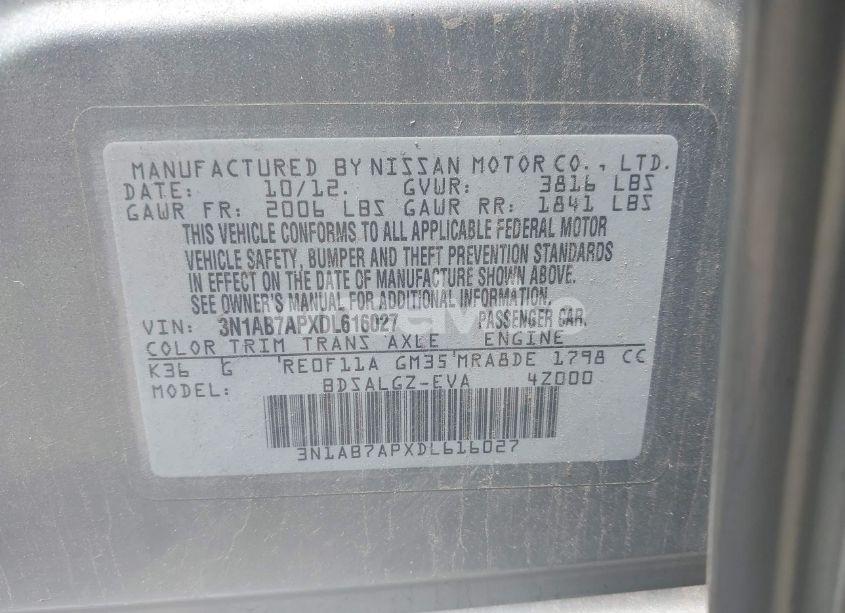 MANUFACTURED BY NISSAN MOTOR CO., LTD.
DATE: 10/12. GVWR: 3816 LBS
GAWR FR: 2006 LBS GAWR RR: 1841 LBS
THIS VEHICLE CONFORMS TO ALL APPLICABLE FEDERAL MOTOR
VEHICLE SAFETY, BUMPER AND THEFT PREVENTION STANDARDS
IN EFFECT ON THE DATE OF MANUFACTURE SHOWN ABOVE.
SEE OWNER'S MANUAL FOR ADDITIONAL INFORMATION.
VIN: 3N1AB7APXDL616027 PASSENGER CAR.
COLOR TRIM TRANS AXLE ENGINE
K36 G RE0F11A GM35 MRA8DE 1798 CC
MODEL: BDSALGZ-EVA 4Z000
3N1AB7APXDL616027